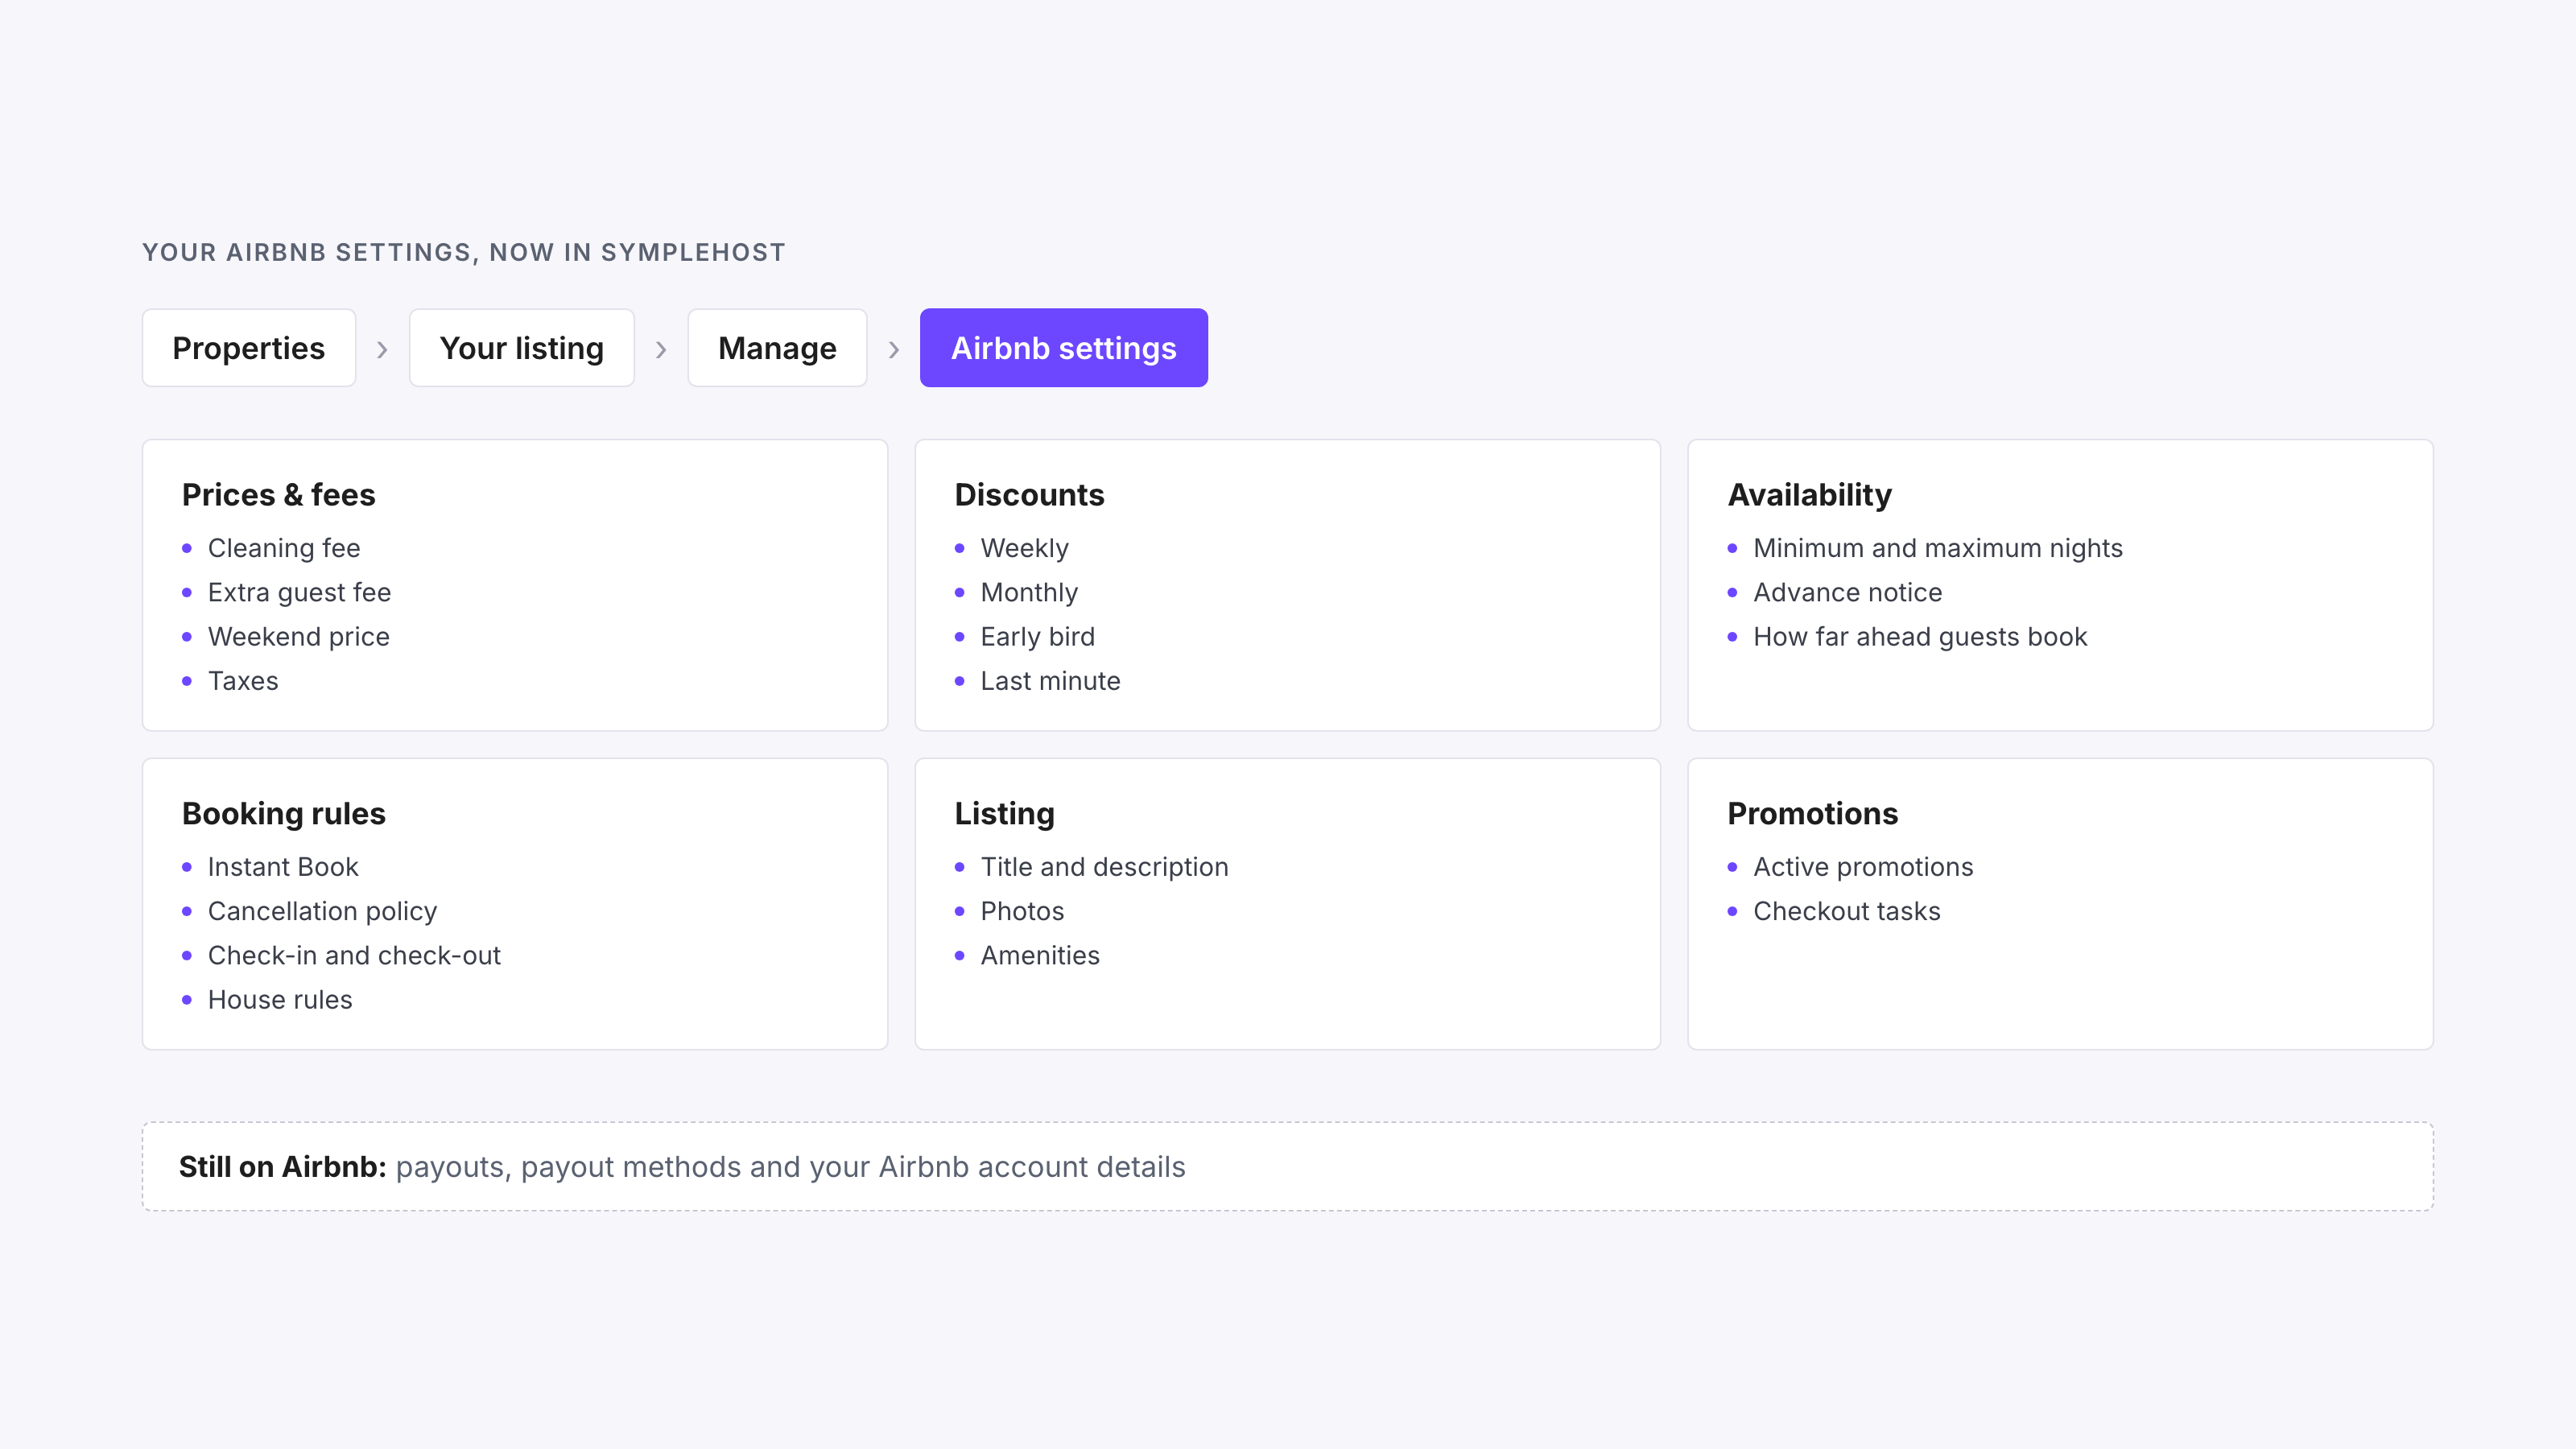 YOUR AIRBNB SETTINGS, NOW IN SYMPLEHOST
Properties › Your listing › Manage › Airbnb settings
Prices & fees
Cleaning fee
Extra guest fee
Weekend price
Taxes
Discounts
Weekly
Monthly
Early bird
Last minute
Availability
Minimum and maximum nights
Advance notice
How far ahead guests book
Booking rules
Instant Book
Cancellation policy
Check-in and check-out
House rules
Listing
Title and description
Photos
Amenities
Promotions
Active promotions
Checkout tasks
Still on Airbnb: payouts, payout methods and your Airbnb account details